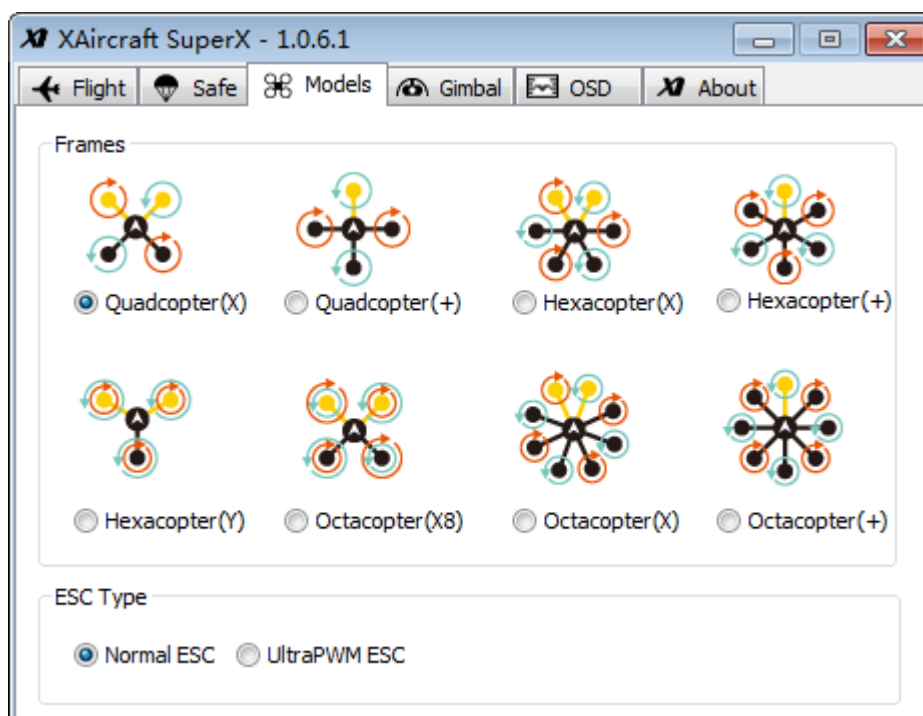 XAircraft SuperX - 1.0.6.1
Flight Safe Models Gimbal OSD About
Frames
Quadcopter(X) Quadcopter(+) Hexacopter(X) Hexacopter(+)
Hexacopter(Y) Octacopter(X8) Octacopter(X) Octacopter(+)
ESC Type
Normal ESC UltraPWM ESC